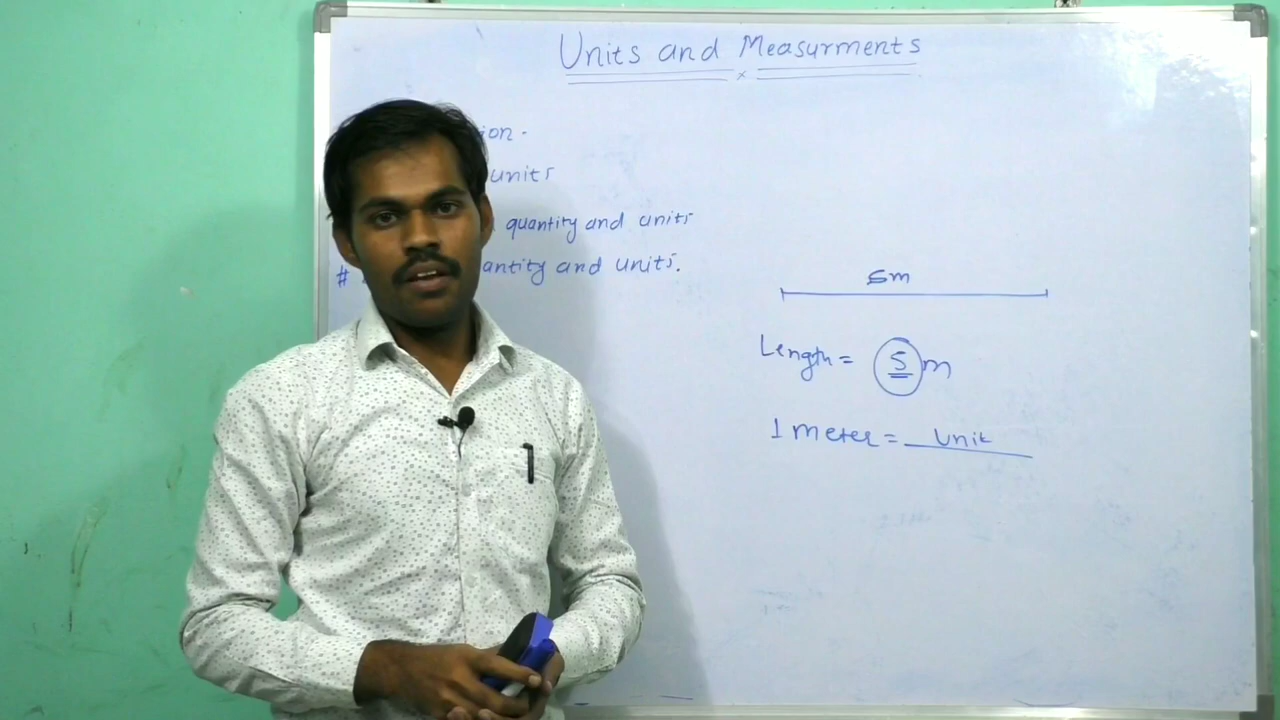 Units and Measurments
ion -
units
quantity and units
# antity and units.
5m
Length = 5 m
1 meter = unit